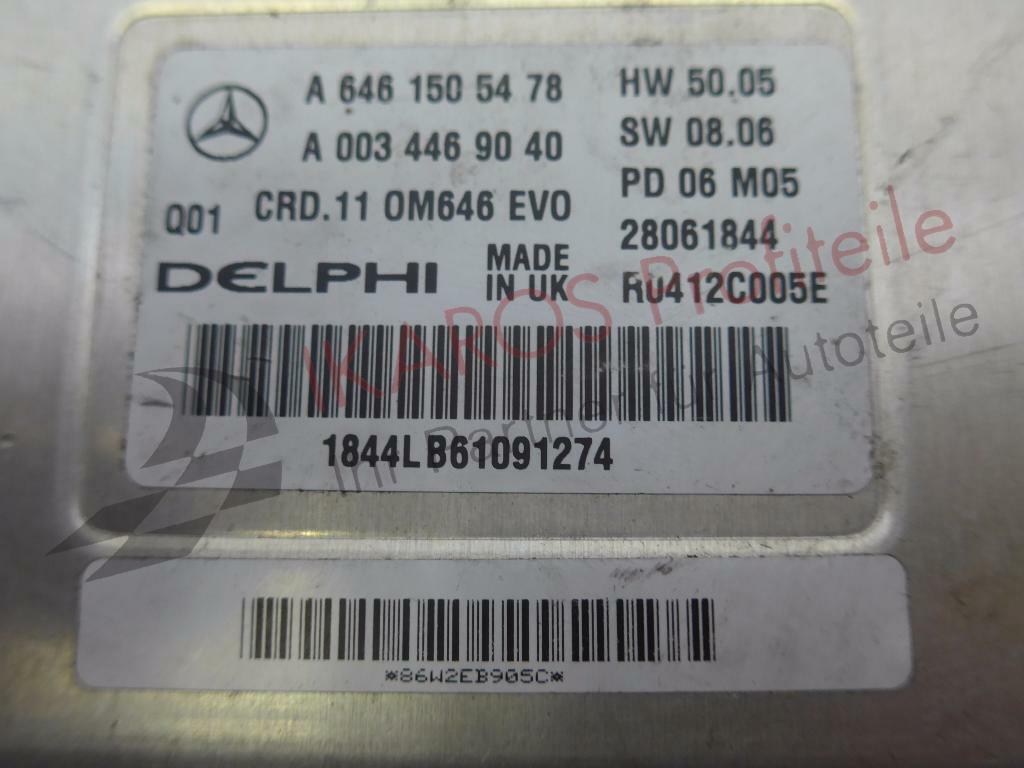 A 646 150 54 78
A 003 446 90 40
Q01 CRD.11 OM646 EVO
DELPHI MADE IN UK
HW 50.05
SW 08.06
PD 06 M05
28061844
R0412C005E
1844LB61091274
*86W2EB905C*
IKAROS Profiteile
Ihr Partner für Autoteile